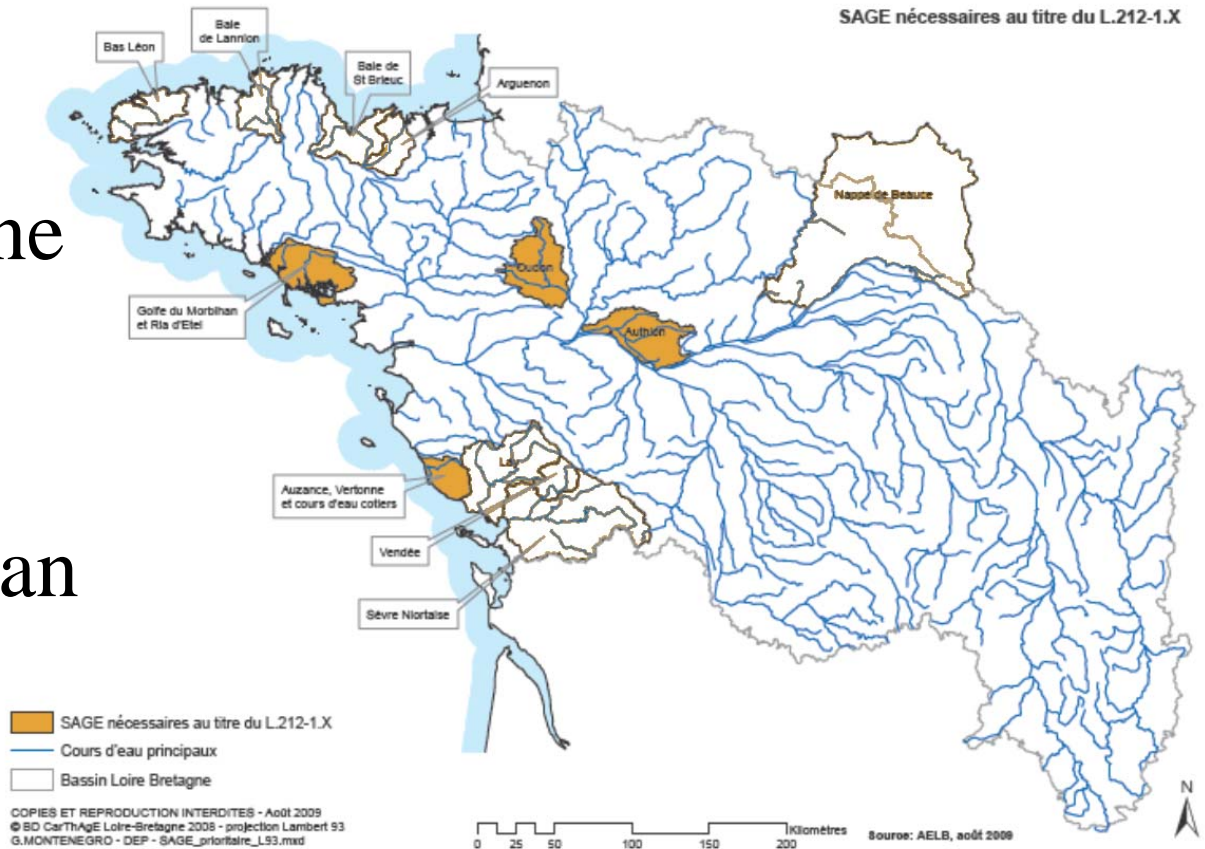 SAGE nécessaires au titre du L.212-1.X
Baie
de Lannion
Bas Léon
Baie de
St Brieuc
Arguenon
Nappe de Beauce
ne
Oudon
Golfe du Morbihan
et Ria d'Etel
Authion
Lay
Auzance, Vertonne
et cours d'eau cotiers
Vendée
an
Sèvre Niortaise
SAGE nécessaires au titre du L.212-1.X
Cours d'eau principaux
Bassin Loire Bretagne
COPIES ET REPRODUCTION INTERDITES - Août 2009
© BD CarThAgE Loire-Bretagne 2008 - projection Lambert 93
G.MONTENEGRO - DEP - SAGE_prioritaire_L93.mxd
0 25 50 100 150 200 Kilomètres
Source: AELB, août 2009
N